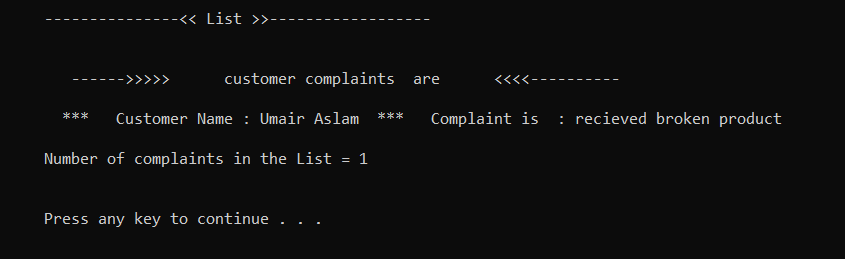 ---------------<< List >>------------------
------>>>>>      customer complaints  are      <<<<----------
***   Customer Name : Umair Aslam  ***   Complaint is  : recieved broken product
Number of complaints in the List = 1
Press any key to continue . . .